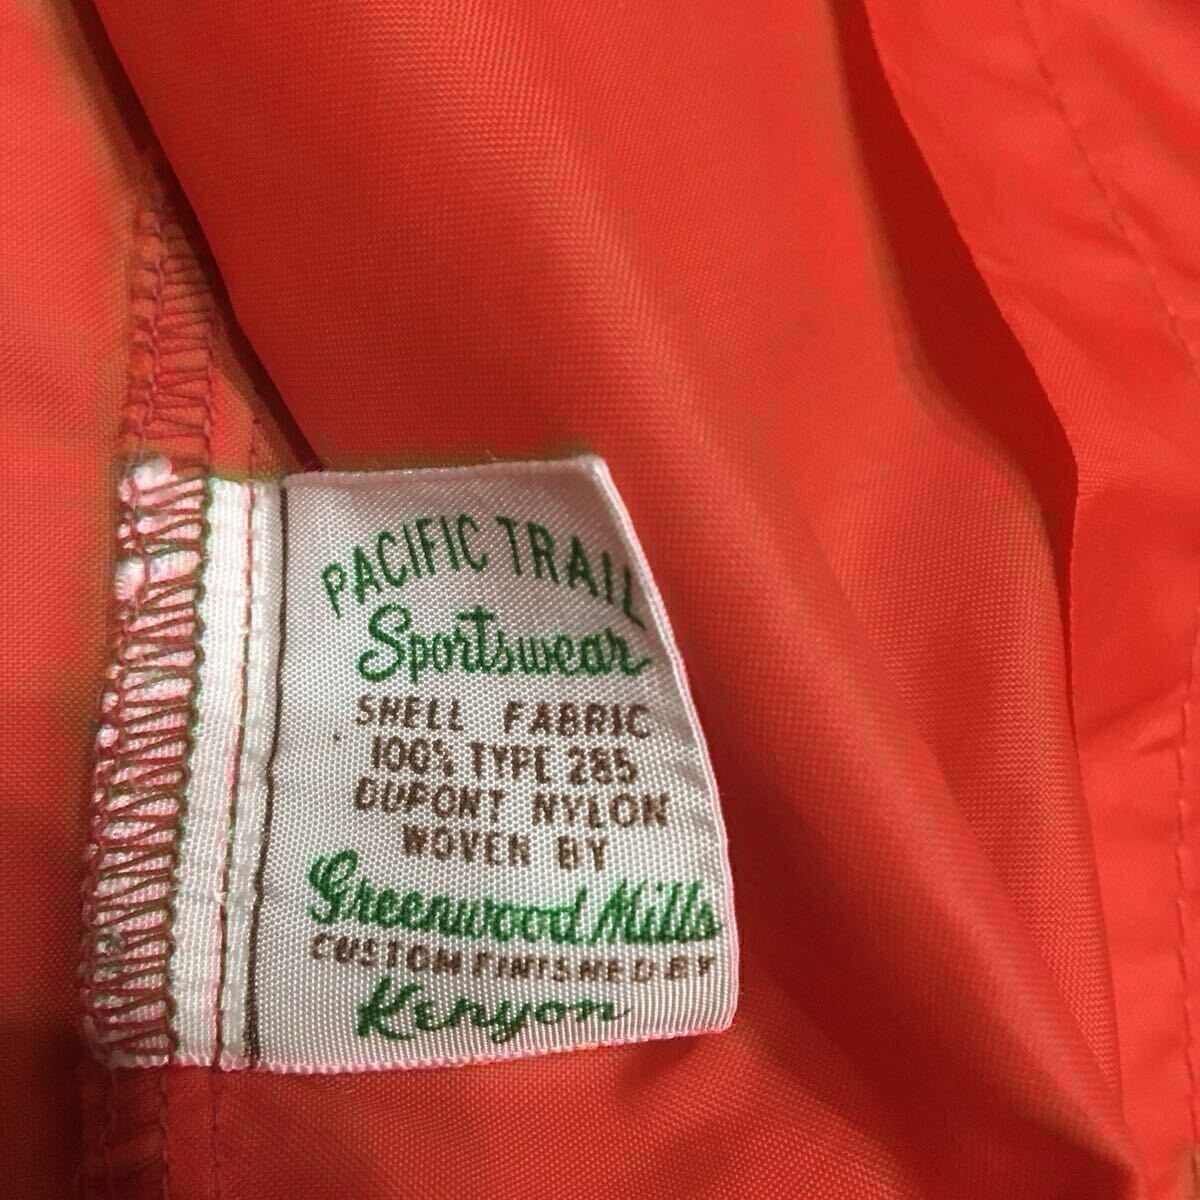 PACIFIC TRAIL
Sportswear
SHELL FABRIC
100% TYPE 285
DUPONT NYLON
WOVEN BY
Greenwood Mills
CUSTOM FINISHED BY
Kenyon